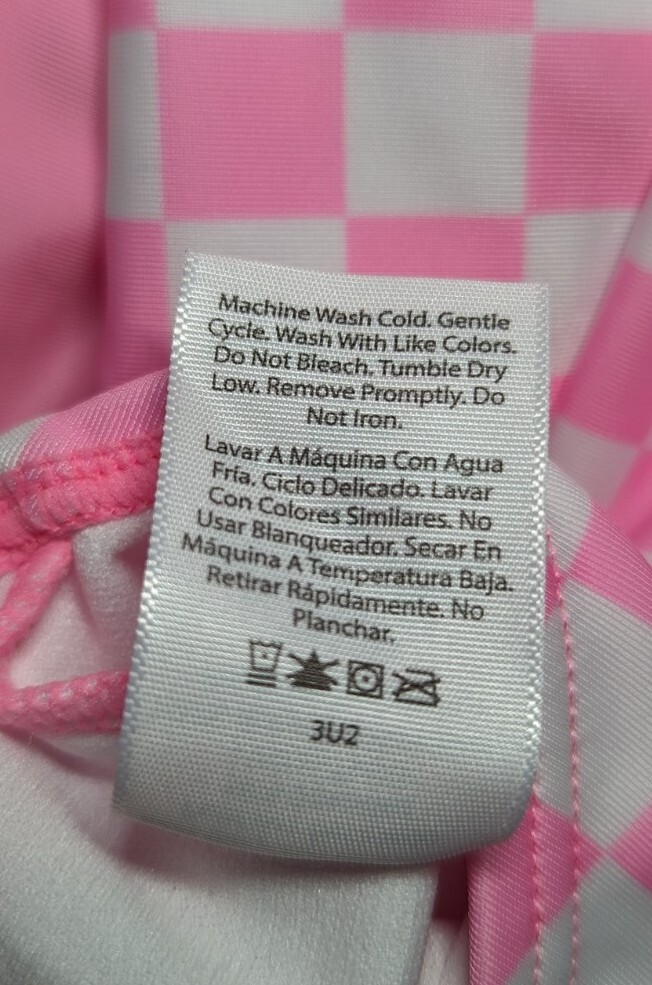 Machine Wash Cold. Gentle
Cycle. Wash With Like Colors.
Do Not Bleach. Tumble Dry
Low. Remove Promptly. Do
Not Iron.
Lavar A Máquina Con Agua
Fría. Ciclo Delicado. Lavar
Con Colores Similares. No
Usar Blanqueador. Secar En
Máquina A Temperatura Baja.
Retirar Rápidamente. No
Planchar.
3U2